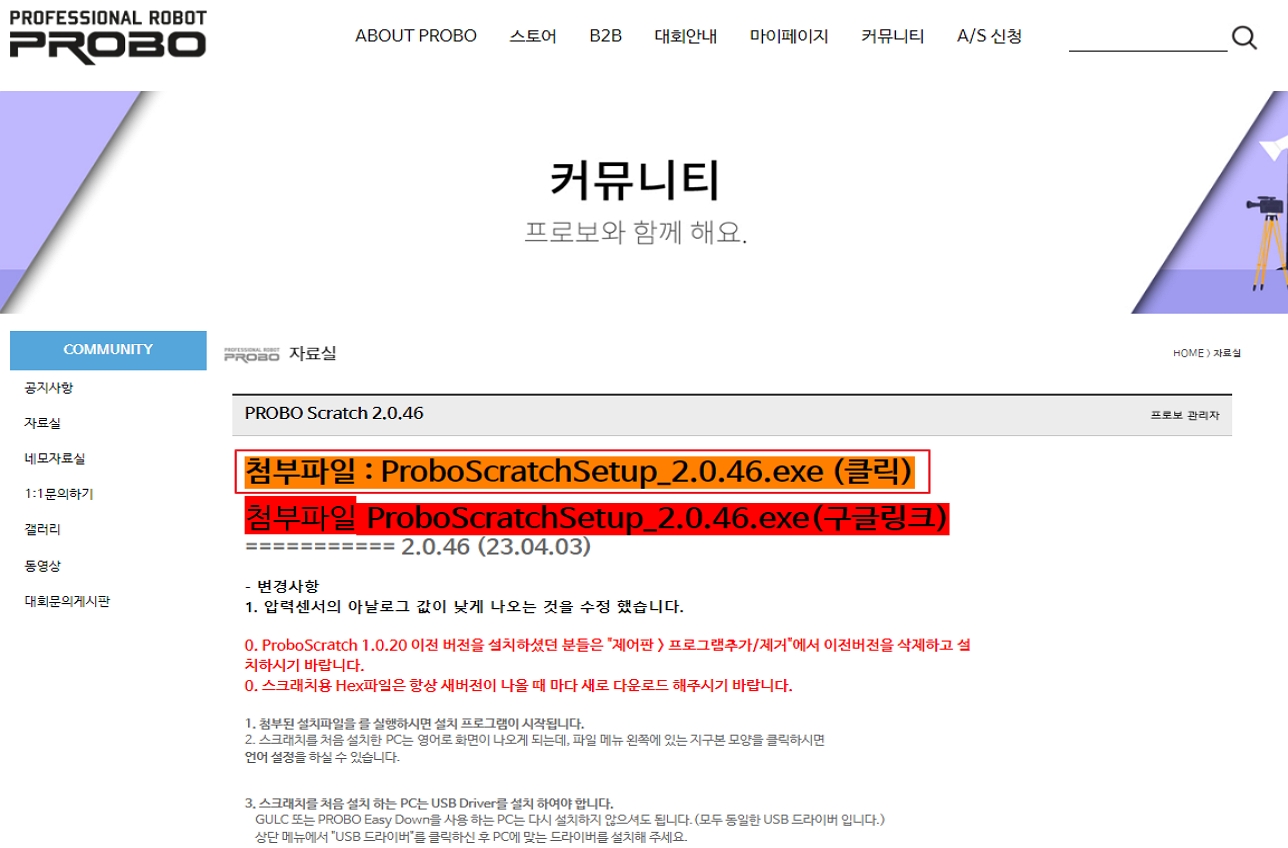 PROFESSIONAL ROBOT
PROBO
ABOUT PROBO 스토어 B2B 대회안내 마이페이지 커뮤니티 A/S 신청
커뮤니티
프로보와 함께 해요.
COMMUNITY
공지사항
자료실
네모자료실
1:1문의하기
갤러리
동영상
대회문의게시판
PROFESSIONAL ROBOT
PROBO 자료실
HOME > 자료실
PROBO Scratch 2.0.46 프로보 관리자
첨부파일 : ProboScratchSetup_2.0.46.exe (클릭)
첨부파일 ProboScratchSetup_2.0.46.exe(구글링크)
=========== 2.0.46 (23.04.03)
- 변경사항
1. 압력센서의 아날로그 값이 낮게 나오는 것을 수정 했습니다.
0. ProboScratch 1.0.20 이전 버전을 설치하셨던 분들은 "제어판 > 프로그램추가/제거"에서 이전버전을 삭제하고 설
치하시기 바랍니다.
0. 스크래치용 Hex파일은 항상 새버전이 나올 때 마다 새로 다운로드 해주시기 바랍니다.
1. 첨부된 설치파일을 를 실행하시면 설치 프로그램이 시작됩니다.
2. 스크래치를 처음 설치한 PC는 영어로 화면이 나오게 되는데, 파일 메뉴 왼쪽에 있는 지구본 모양을 클릭하시면
언어 설정을 하실 수 있습니다.
3. 스크래치를 처음 설치 하는 PC는 USB Driver를 설치 하여야 합니다.
GULC 또는 PROBO Easy Down을 사용 하는 PC는 다시 설치하지 않으셔도 됩니다. (모두 동일한 USB 드라이버 입니다.)
상단 메뉴에서 "USB 드라이버"를 클릭하신 후 PC에 맞는 드라이버를 설치해 주세요.